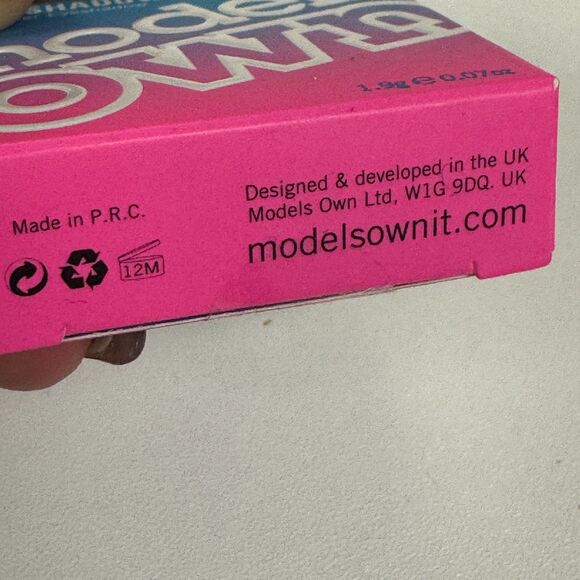 models
OWN
1.9g e 0.07oz
Designed & developed in the UK
Models Own Ltd, W1G 9DQ. UK
modelsownit.com
Made in P.R.C.
12M